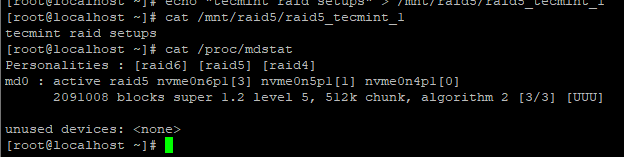 [root@localhost ~]# echo "tecmint raid setups" > /mnt/raid5/raid5_tecmint_1
[root@localhost ~]# cat /mnt/raid5/raid5_tecmint_1
tecmint raid setups
[root@localhost ~]# cat /proc/mdstat
Personalities : [raid6] [raid5] [raid4]
md0 : active raid5 nvme0n6p1[3] nvme0n5p1[1] nvme0n4p1[0]
      2091008 blocks super 1.2 level 5, 512k chunk, algorithm 2 [3/3] [UUU]

unused devices: <none>
[root@localhost ~]#